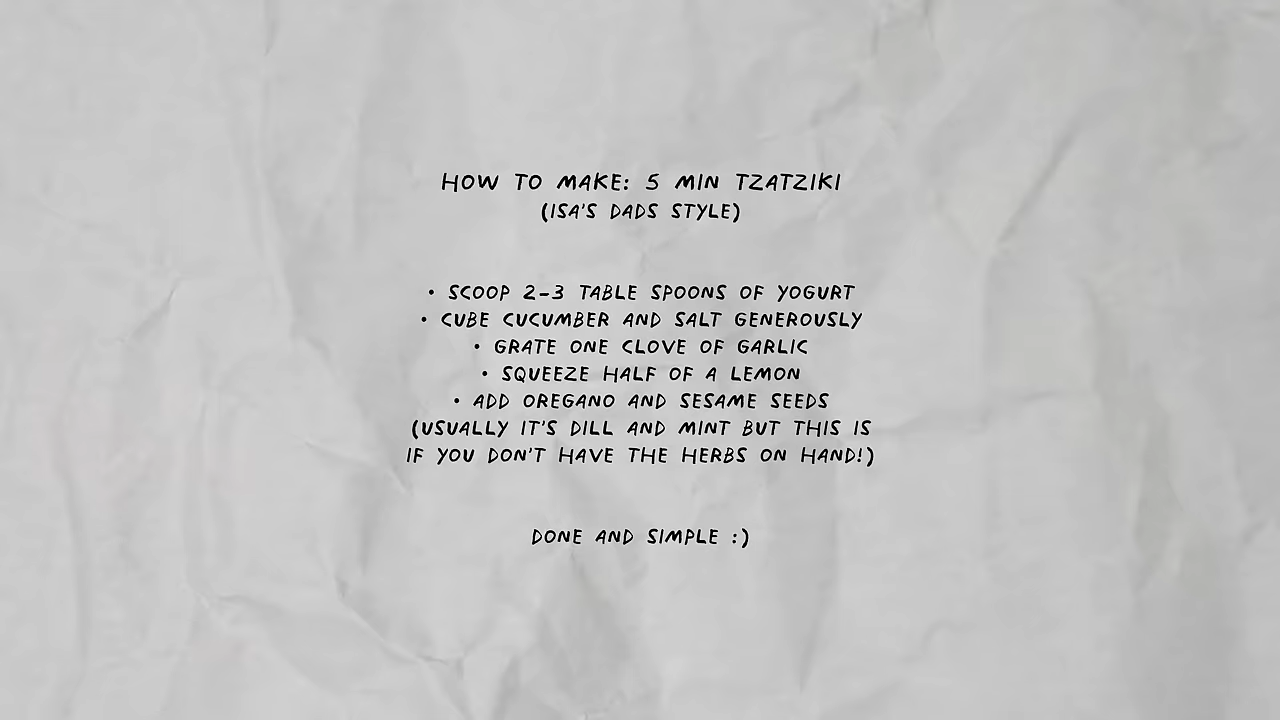 HOW TO MAKE: 5 MIN TZATZIKI
(ISA'S DADS STYLE)
• SCOOP 2-3 TABLE SPOONS OF YOGURT
• CUBE CUCUMBER AND SALT GENEROUSLY
• GRATE ONE CLOVE OF GARLIC
• SQUEEZE HALF OF A LEMON
• ADD OREGANO AND SESAME SEEDS
(USUALLY IT'S DILL AND MINT BUT THIS IS
IF YOU DON'T HAVE THE HERBS ON HAND!)
DONE AND SIMPLE :)